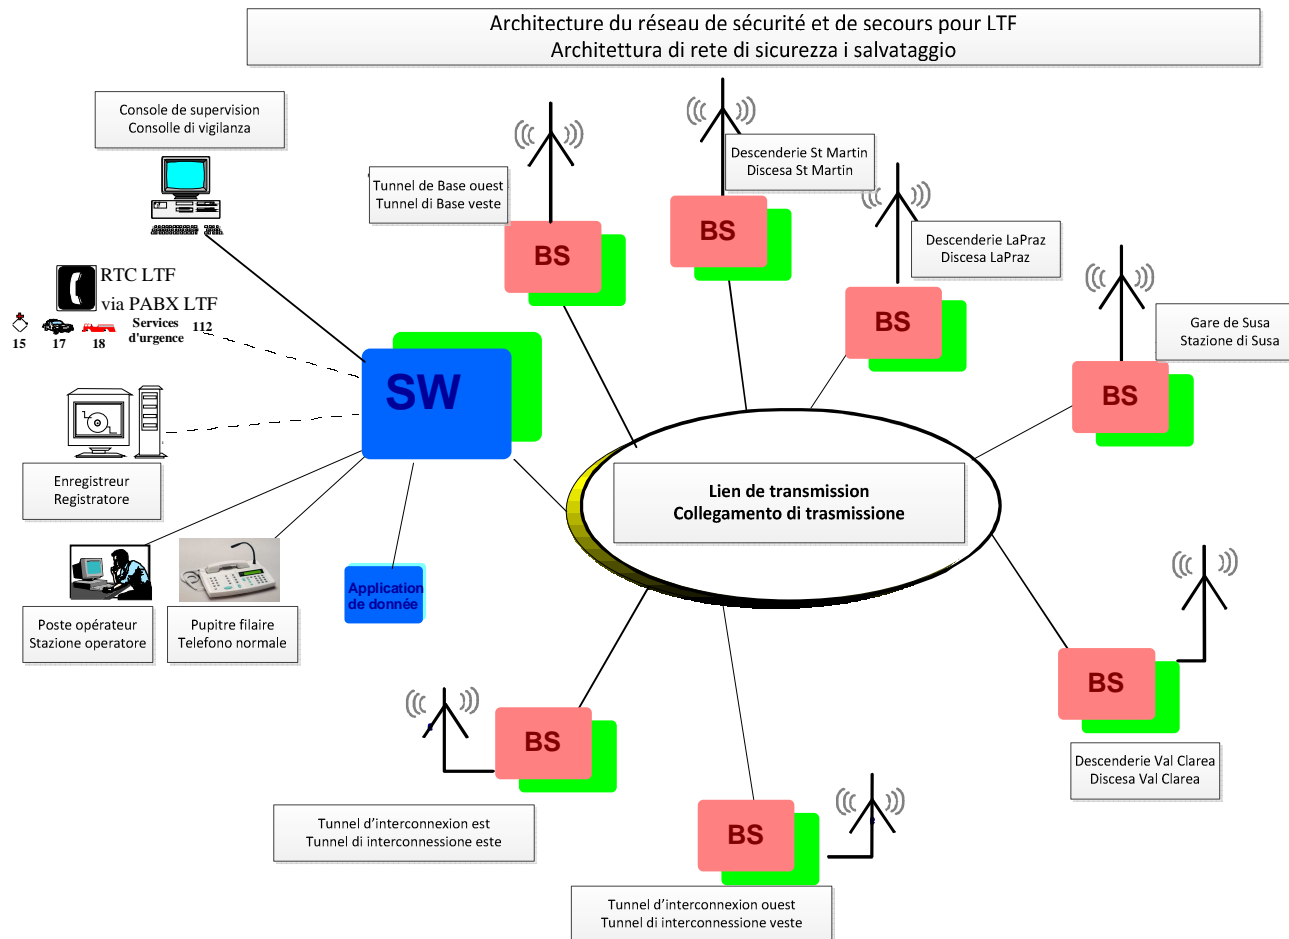 Architecture du réseau de sécurité et de secours pour LTF
Architettura di rete di sicurezza i salvataggio
Console de supervision
Consolle di vigilanza
Tunnel de Base ouest
Tunnel di Base veste
BS
Descenderie St Martin
Discesa St Martin
BS
Descenderie LaPraz
Discesa LaPraz
BS
Gare de Susa
Stazione di Susa
BS
RTC LTF
via PABX LTF
15
17
18
Services
d'urgence
112
SW
Enregistreur
Registratore
Lien de transmission
Collegamento di trasmissione
Poste opérateur
Stazione operatore
Pupitre filaire
Telefono normale
Application
de donnée
BS
Descenderie Val Clarea
Discesa Val Clarea
BS
Tunnel d'interconnexion est
Tunnel di interconnessione este
BS
Tunnel d'interconnexion ouest
Tunnel di interconnessione veste